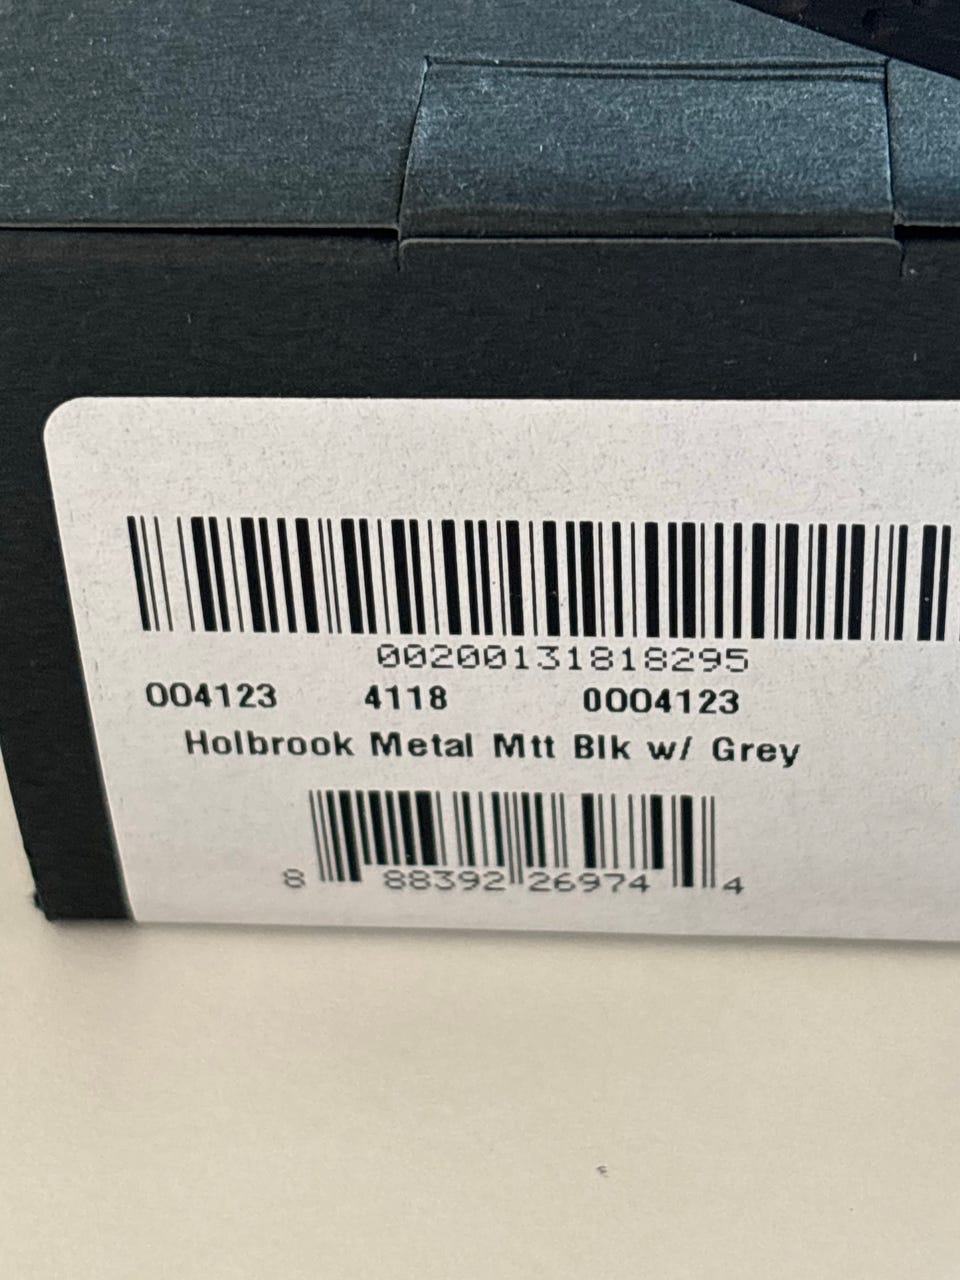 00200131818295
004123 4118 0004123
Holbrook Metal Mtt Blk w/ Grey
8 88392 26974 4